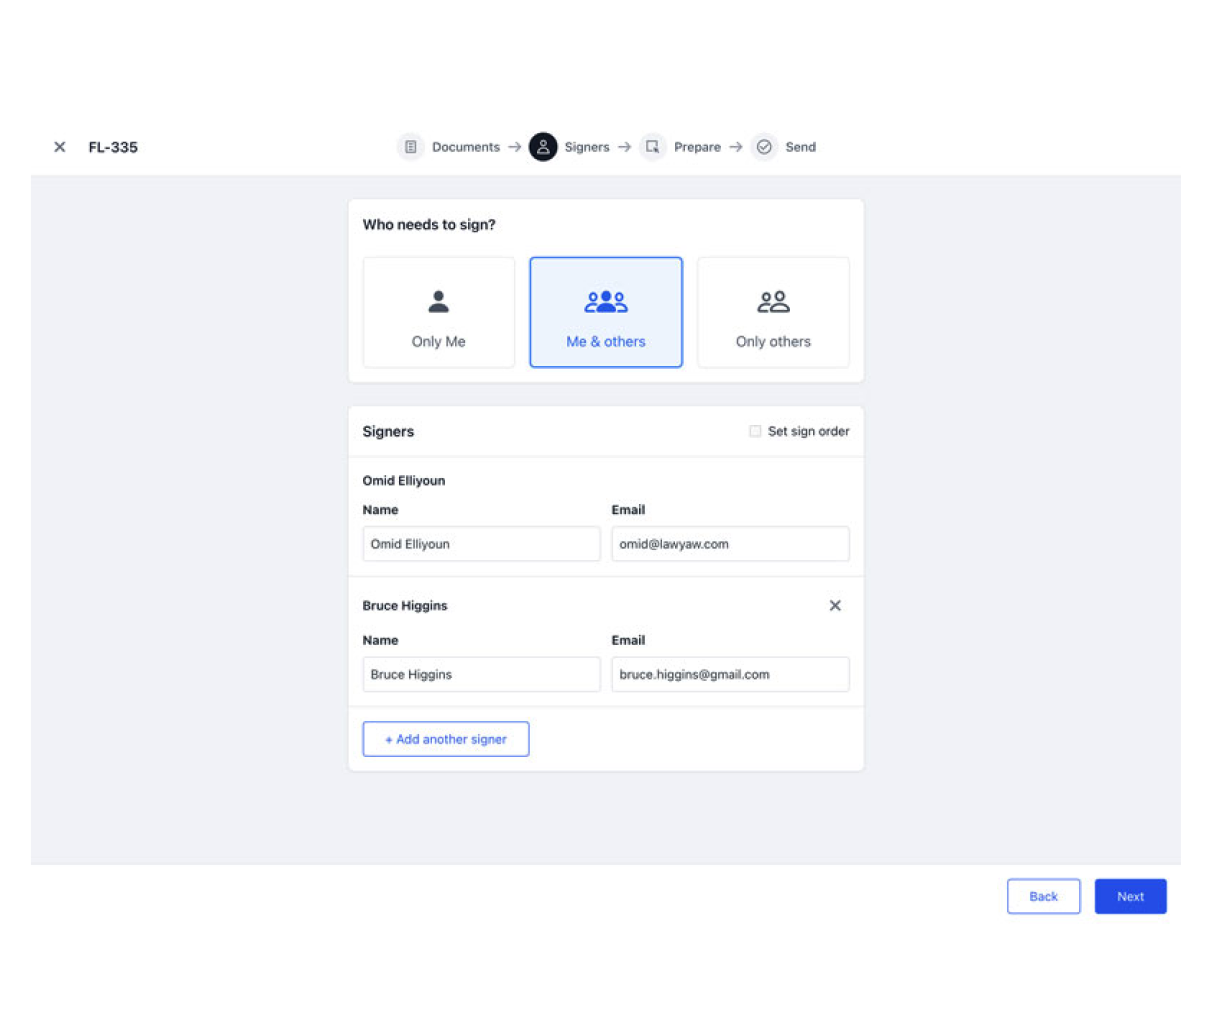 FL-335
Documents
Signers
Prepare
Send
Who needs to sign?
Only Me
Me & others
Only others
Signers
Set sign order
Omid Elliyoun
Name
Email
Omid Elliyoun
omid@lawyaw.com
Bruce Higgins
Name
Email
Bruce Higgins
bruce.higgins@gmail.com
+ Add another signer
Back
Next